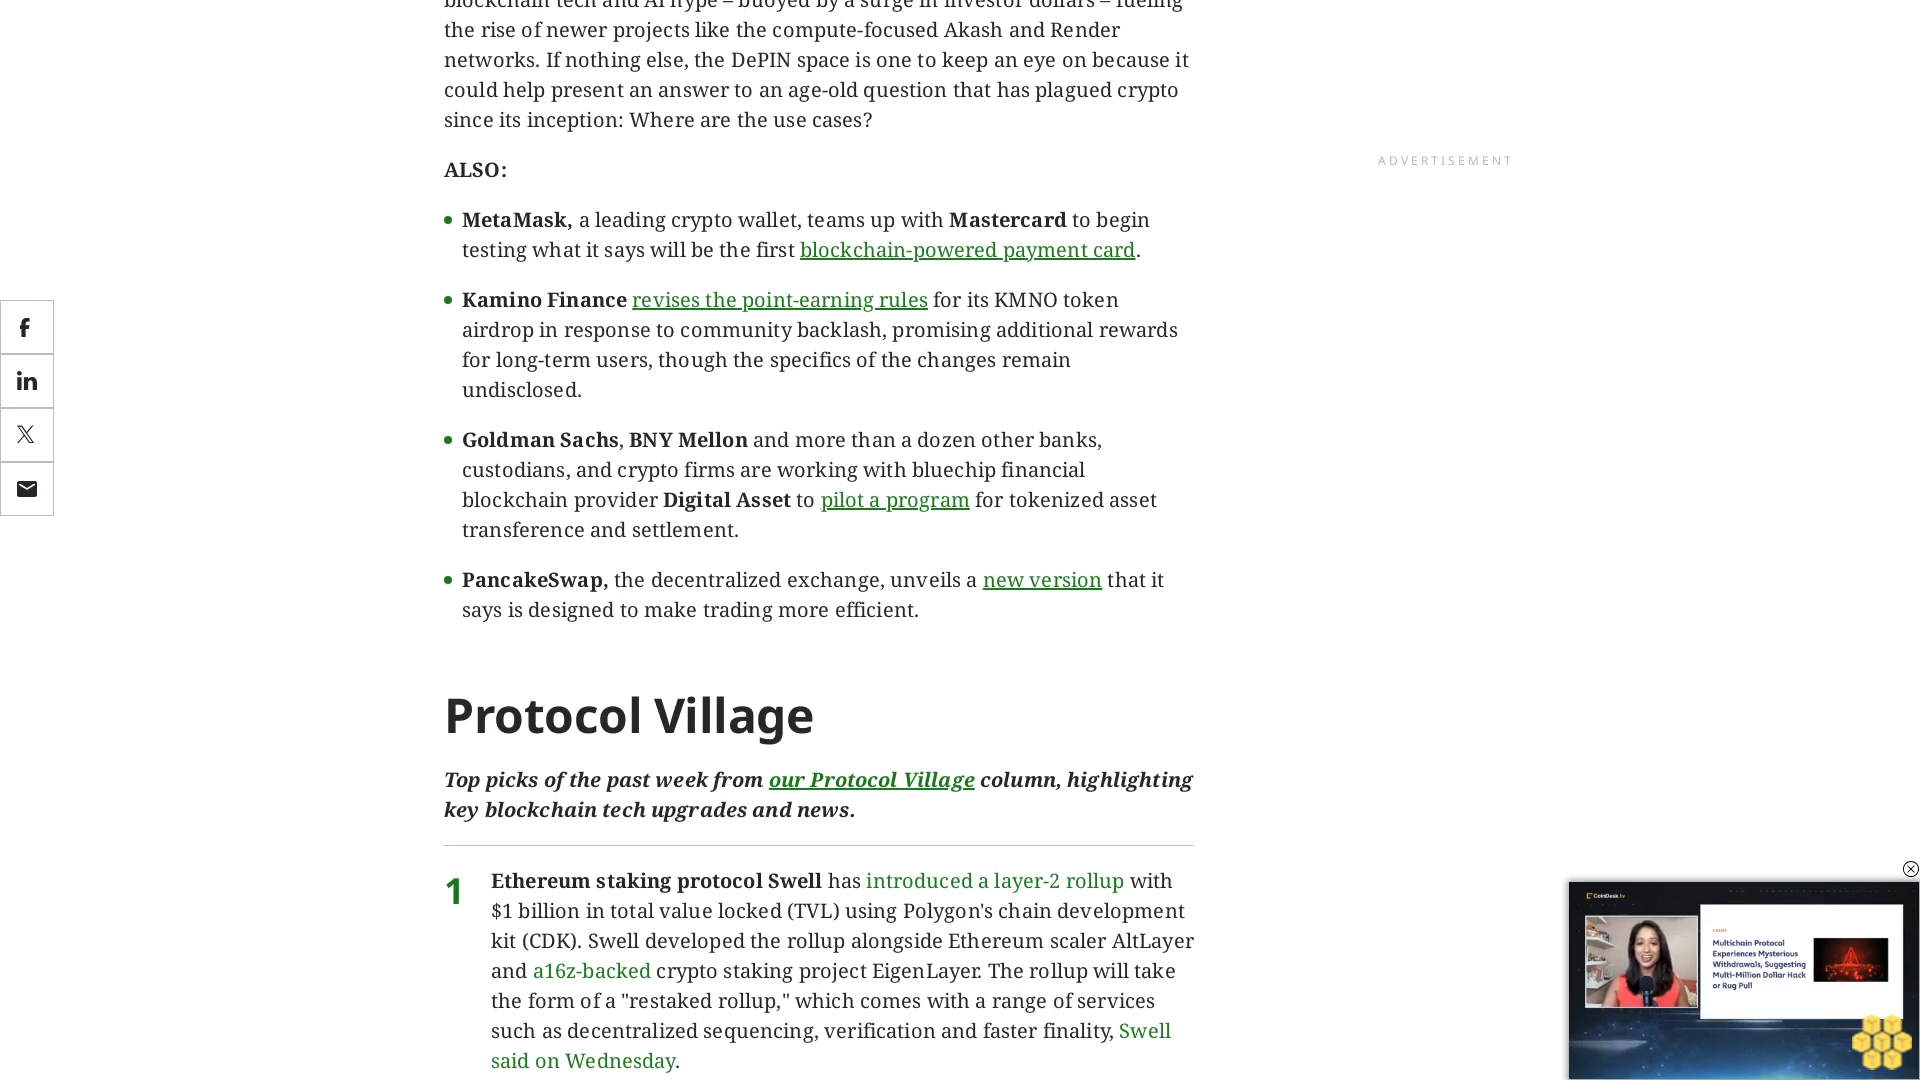 blockchain tech and AI hype – buoyed by a surge in investor dollars – fueling
the rise of newer projects like the compute-focused Akash and Render
networks. If nothing else, the DePIN space is one to keep an eye on because it
could help present an answer to an age-old question that has plagued crypto
since its inception: Where are the use cases?
ALSO:
MetaMask, a leading crypto wallet, teams up with Mastercard to begin
testing what it says will be the first blockchain-powered payment card.
Kamino Finance revises the point-earning rules for its KMNO token
airdrop in response to community backlash, promising additional rewards
for long-term users, though the specifics of the changes remain
undisclosed.
Goldman Sachs, BNY Mellon and more than a dozen other banks,
custodians, and crypto firms are working with bluechip financial
blockchain provider Digital Asset to pilot a program for tokenized asset
transference and settlement.
PancakeSwap, the decentralized exchange, unveils a new version that it
says is designed to make trading more efficient.
Protocol Village
Top picks of the past week from our Protocol Village column, highlighting
key blockchain tech upgrades and news.
1 Ethereum staking protocol Swell has introduced a layer-2 rollup with
$1 billion in total value locked (TVL) using Polygon's chain development
kit (CDK). Swell developed the rollup alongside Ethereum scaler AltLayer
and a16z-backed crypto staking project EigenLayer. The rollup will take
the form of a "restaked rollup," which comes with a range of services
such as decentralized sequencing, verification and faster finality, Swell
said on Wednesday.
ADVERTISEMENT
CoinDesk.tv
Multichain Protocol
Experiences Mysterious
Withdrawals, Suggesting
Multi-Million Dollar Hack
or Rug Pull